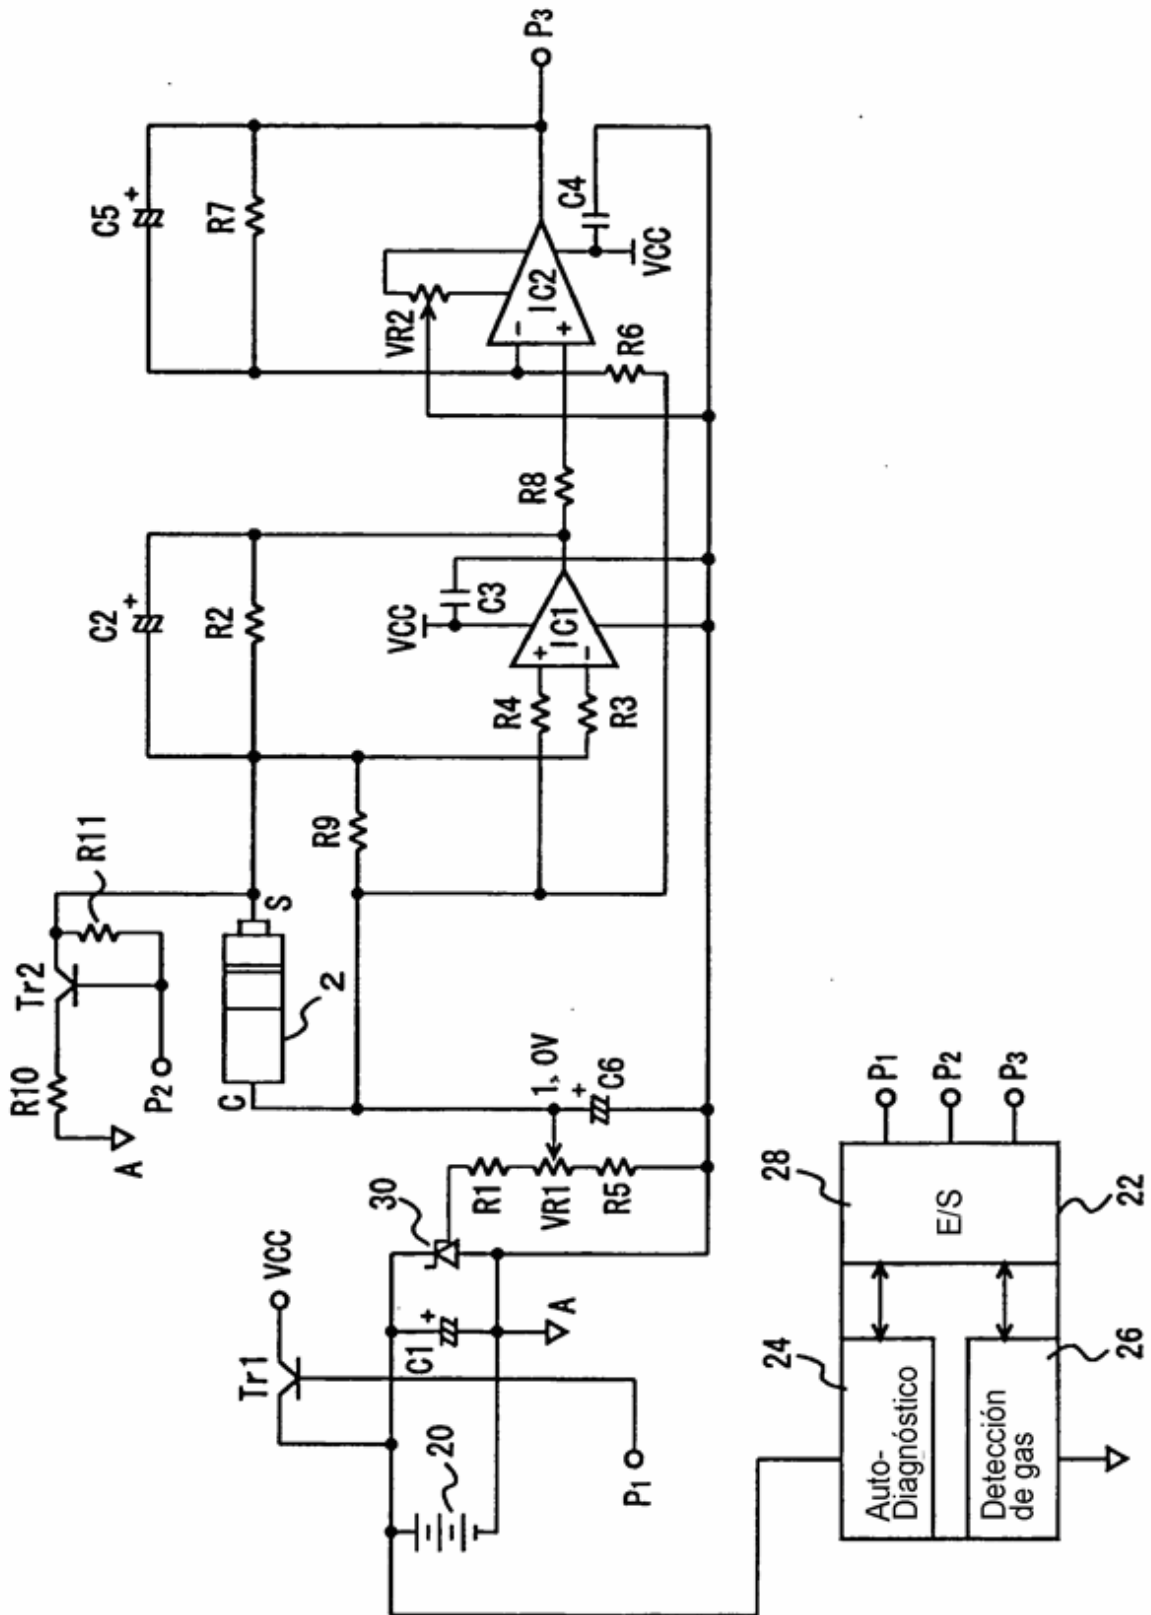 P3
C5
+
R7
C4
VCC
IC2
-
+
VR2
R6
R8
C2
+
R2
VCC
C3
IC1
+
-
R4
R3
R9
R11
Tr2
S
2
R10
P2
C
A
1,0V
+
C6
R1
VR1
R5
30
VCC
Tr1
C1
+
A
20
P1
P1
P2
P3
28
E/S
22
24
26
Auto-
Diagnóstico
Detección
de gas